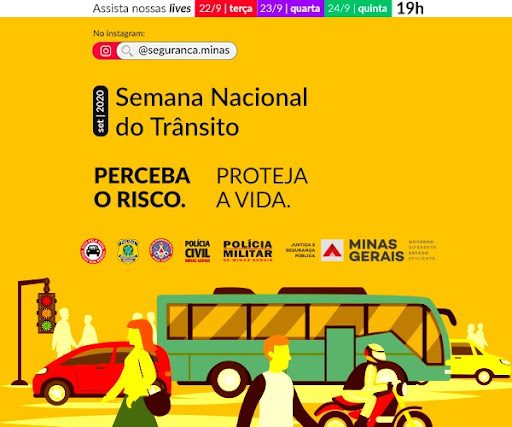 Assista nossas lives 22/9 | terça 23/9 | quarta 24/9 | quinta 19h
No instagram:
@seguranca.minas
set | 2020
Semana Nacional
do Trânsito
PERCEBA
O RISCO.
PROTEJA
A VIDA.
POLÍCIA
CIVIL
MINAS GERAIS
POLÍCIA
MILITAR
DE MINAS GERAIS
JUSTIÇA E
SEGURANÇA
PÚBLICA
MINAS
GERAIS
GOVERNO
DIFERENTE
ESTADO
EFICIENTE